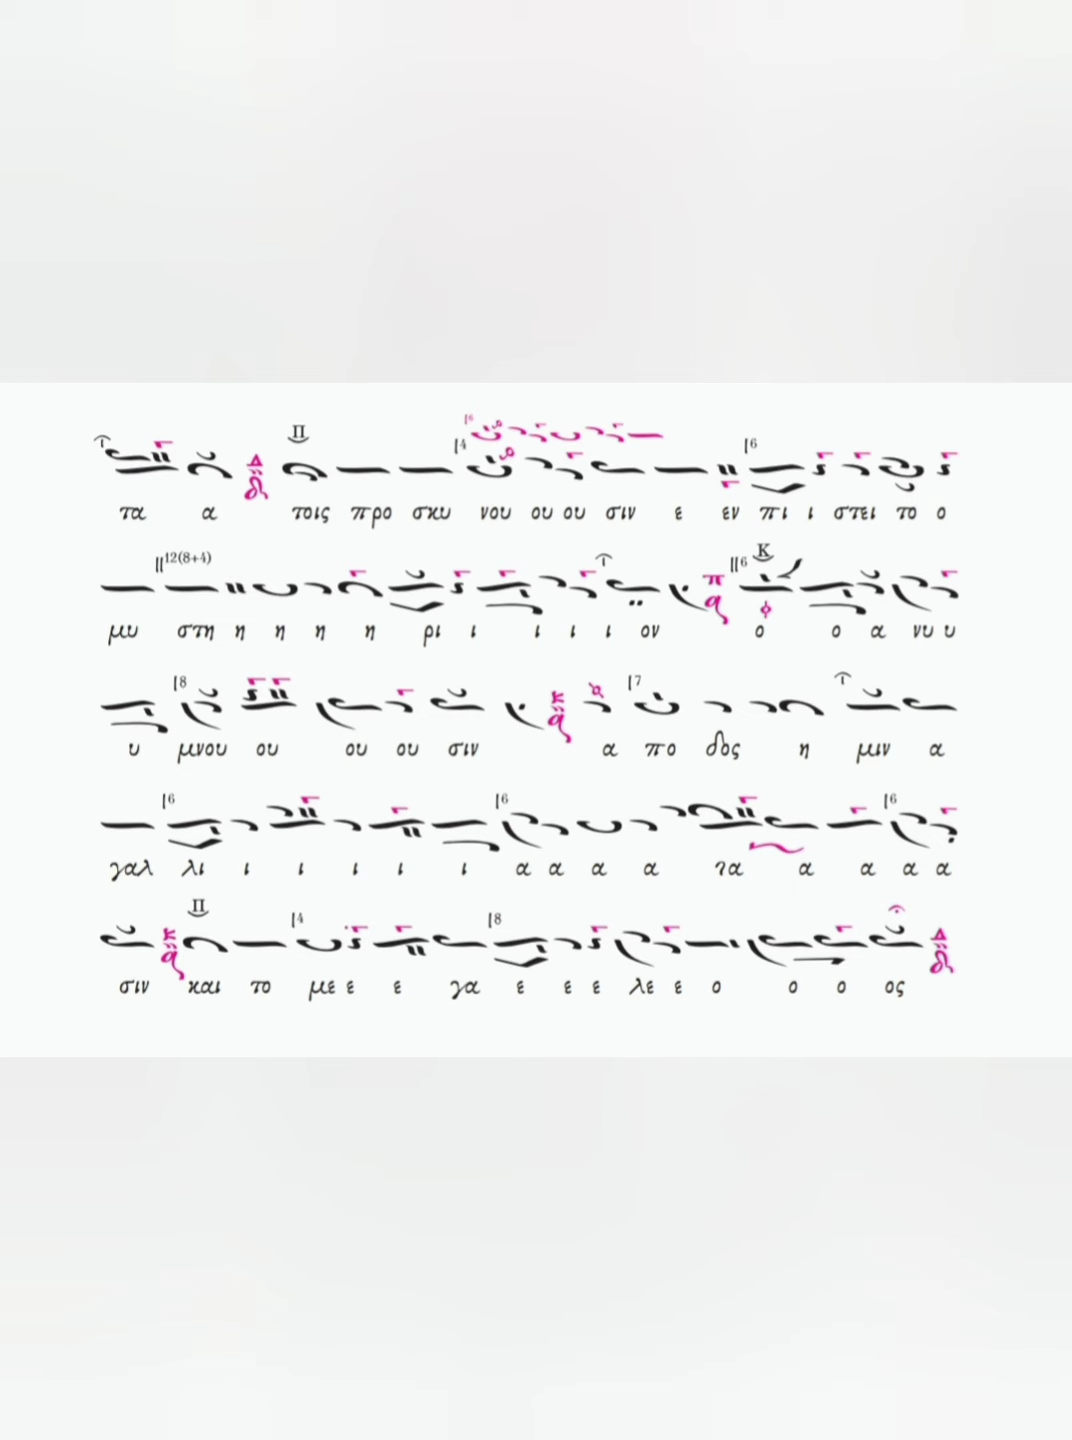 τα α τοις προ σκυ νου ου ου σιν ε εν πι ι στει το ο
μυ στη η η η η ρι ι ι ι ι ον ο ο α νυ υ
υ μνου ου ου ου σιν α πο δος η μιν α
γαλ λι ι ι ι ι ι α α α α τα α α α α
σιν και το με ε ε γα ε ε ε λε ε ο ο ο ος